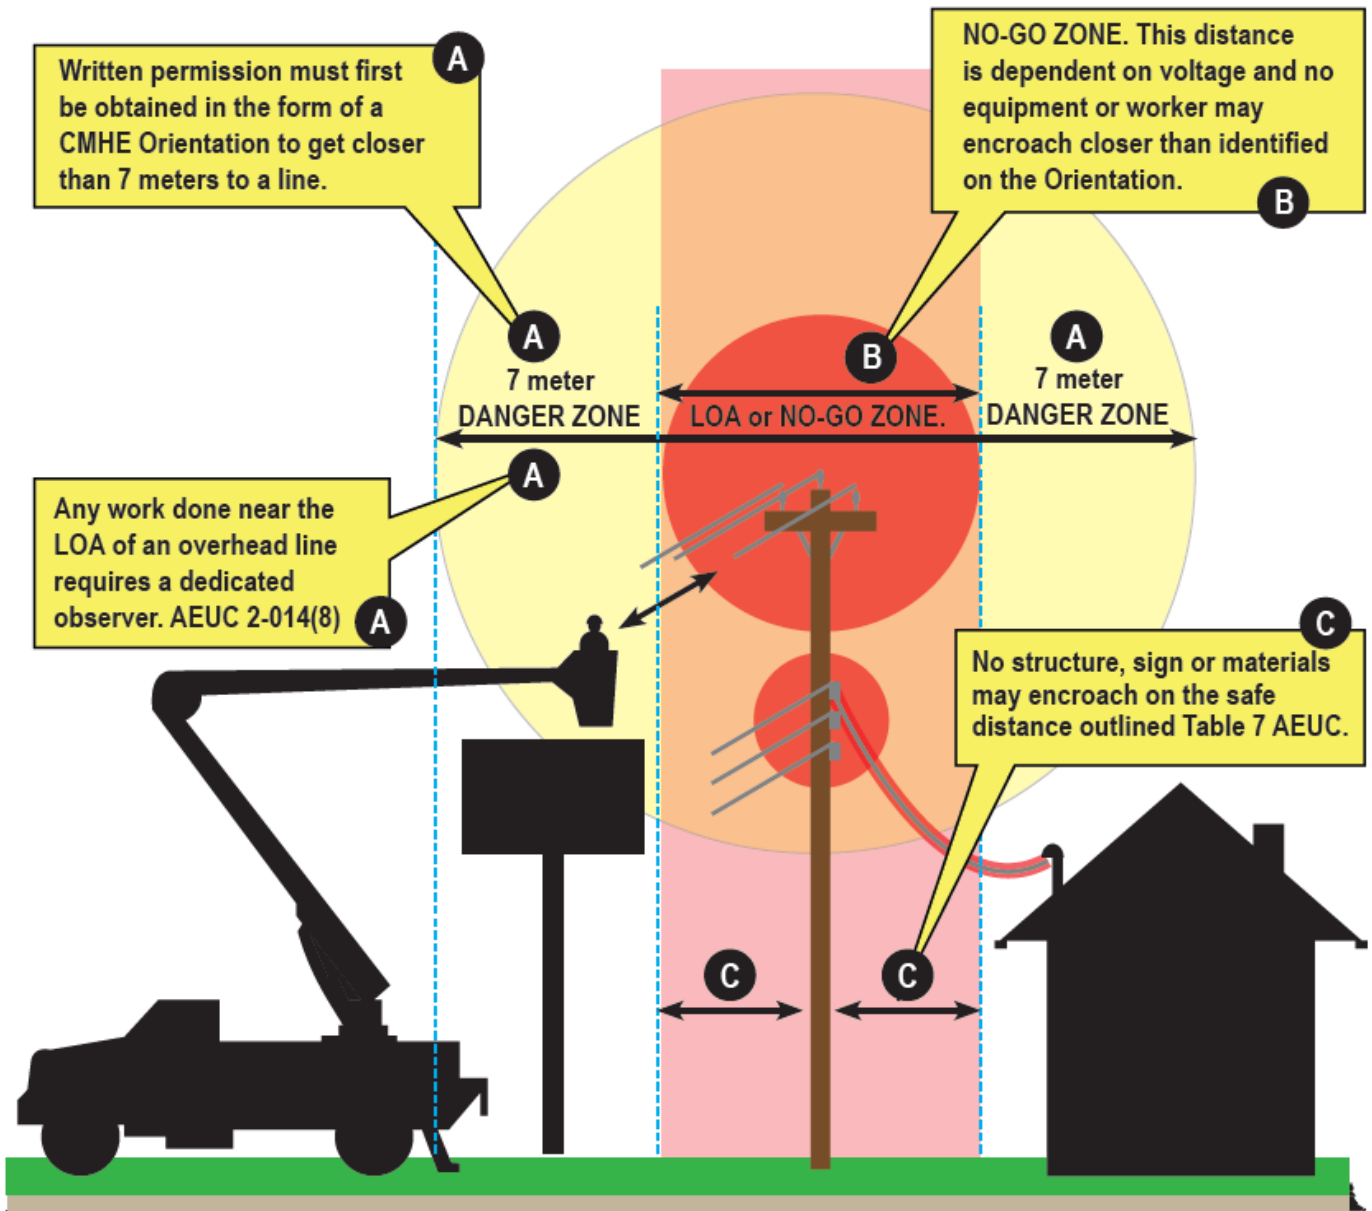 Written permission must first
be obtained in the form of a
CMHE Orientation to get closer
than 7 meters to a line.
A
NO-GO ZONE. This distance
is dependent on voltage and no
equipment or worker may
encroach closer than identified
on the Orientation.
B
A
7 meter
DANGER ZONE
B
LOA or NO-GO ZONE.
A
7 meter
DANGER ZONE
A
Any work done near the
LOA of an overhead line
requires a dedicated
observer. AEUC 2-014(8)
A
C
No structure, sign or materials
may encroach on the safe
distance outlined Table 7 AEUC.
C
C